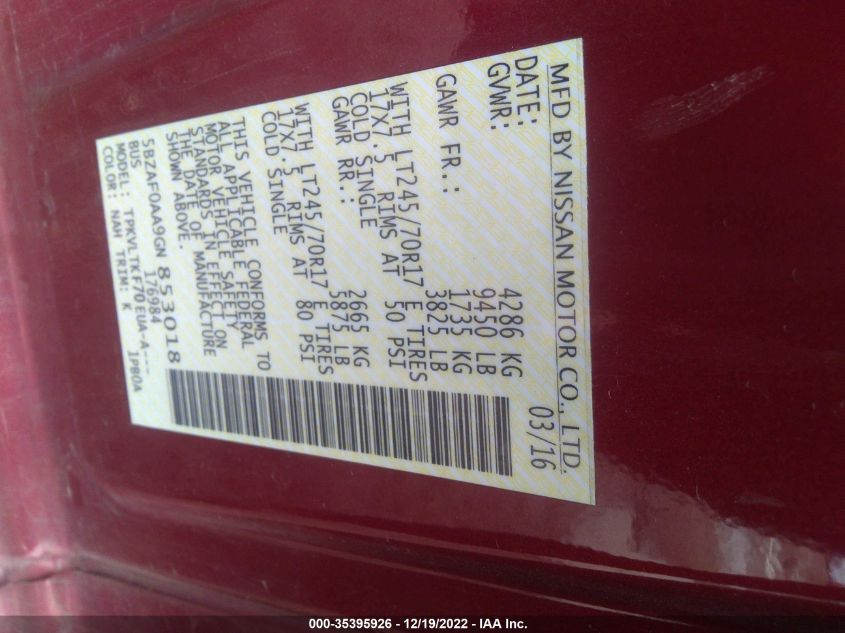 MFD BY NISSAN MOTOR CO., LTD.
DATE: 03/16
GVWR: 4286 KG
9450 LB
GAWR FR.: 1735 KG
3825 LB
WITH LT245/70R17 E TIRES
17X7.5 RIMS AT 50 PSI
COLD SINGLE
GAWR RR.: 2665 KG
5875 LB
WITH LT245/70R17 E TIRES
17X7.5 RIMS AT 80 PSI
COLD SINGLE
THIS VEHICLE CONFORMS TO
ALL APPLICABLE FEDERAL
MOTOR VEHICLE SAFETY
STANDARDS IN EFFECT ON
THE DATE OF MANUFACTURE
SHOWN ABOVE.
5BZAF0AA9GN 853018
BUS 176984
MODEL: TPKVLTKF70EUA-A---
COLOR: NAH TRIM: K 1P80A
000-35395926 - 12/19/2022 - IAA Inc.